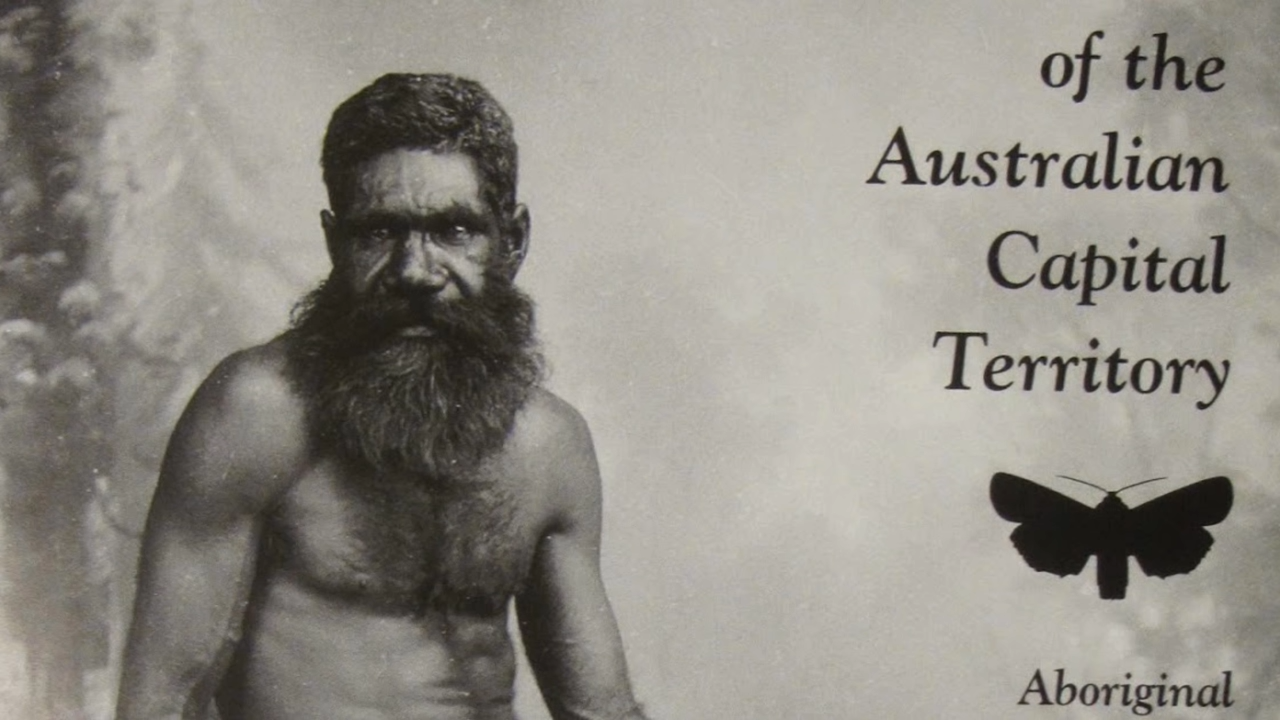 of the
Australian
Capital
Territory
Aboriginal